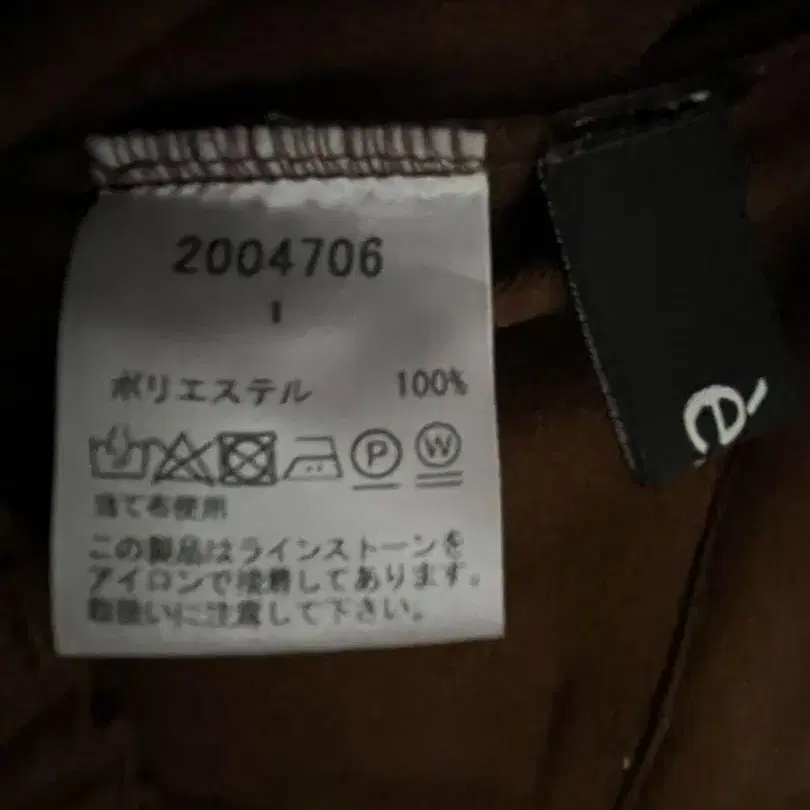 2004706
I
ポリエステル 100%
P W
当て布使用
この製品はラインストーンを
アイロンで接着してあります。
取扱いに注意して下さい。
è